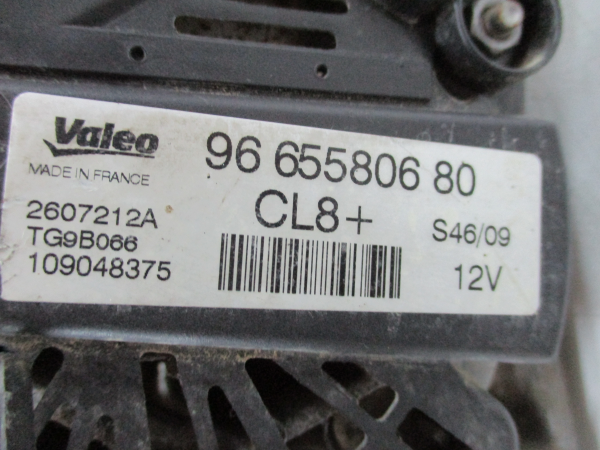 Valeo
MADE IN FRANCE
96 655806 80
CL8+
2607212A
TG9B066
109048375
S46/09
12V